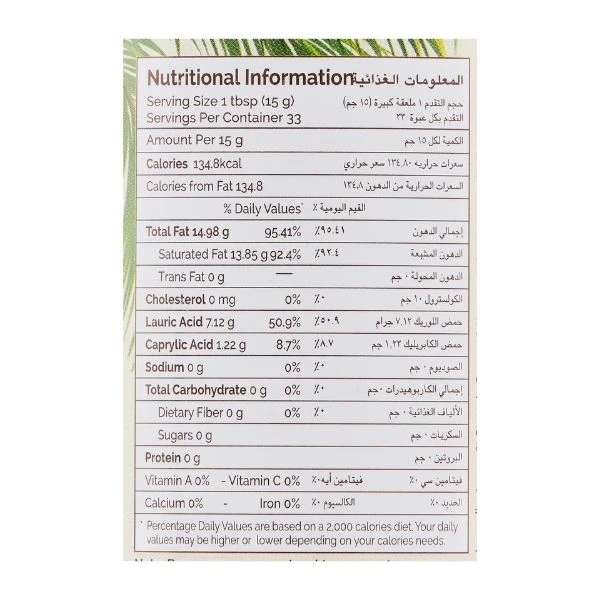 Nutritional Information المعلومات الغذائية
Serving Size 1 tbsp (15 g) حجم التقدم ١ ملعقة كبيرة (١٥ جم)
Servings Per Container 33 التقدم بكل عبوة ٣٣
Amount Per 15 g الكمية لكل ١٥ جم
Calories 134.8kcal سعرات حراريه ١٣٤,٨٠ سعر حراري
Calories from Fat 134.8 السعرات الحرارية من الدهون ١٣٤,٨
% Daily Values* القيم اليومية ٪
Total Fat 14.98 g 95.41% ٪٩٥.٤١ إجمالي الدهون
Saturated Fat 13.85 g 92.4% ٪٩٢.٤ الدهون المشبعة
Trans Fat 0 g — الدهون المحولة ٠ جم
Cholesterol 0 mg 0% ٪٠ الكولسترول ١٠ جم
Lauric Acid 7.12 g 50.9% ٪٥٠.٩ حمض اللوريك ٧,١٢ جرام
Caprylic Acid 1.22 g 8.7% ٪٨.٧ حمض الكابريليك ١,٢٢ جم
Sodium 0 g 0% ٪٠ الصوديوم ٠ جم
Total Carbohydrate 0 g 0% ٪٠ إجمالي الكاربوهيدرات ٠جم
Dietary Fiber 0 g 0% ٪٠ الألياف الغذائية ٠ جم
Sugars 0 g السكريات ٠ جم
Protein 0 g البروتين ٠ جم
Vitamin A 0% - Vitamin C 0% فيتامين أيه٠٪ فيتامين سي ٠٪
Calcium 0% - Iron 0% الكالسيوم ٠٪ الحديد ٠٪
* Percentage Daily Values are based on a 2,000 calories diet. Your daily
values may be higher or lower depending on your calories needs.